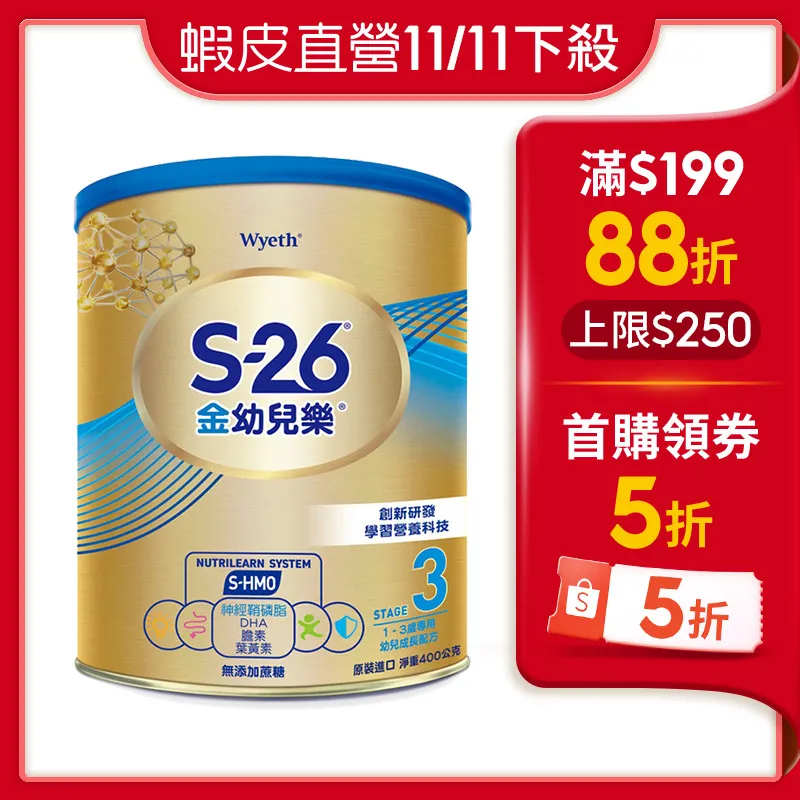 蝦皮直營11/11下殺
Wyeth®
S-26®
金幼兒樂®
創新研發
學習營養科技
NUTRILEARN SYSTEM
S-HMO
神經鞘磷脂
DHA
膽素
葉黃素
無添加蔗糖
STAGE 3
1-3歲專用
幼兒成長配方
原裝進口 淨重400公克
滿$199
88折
上限$250
首購領券
5折
S
5折